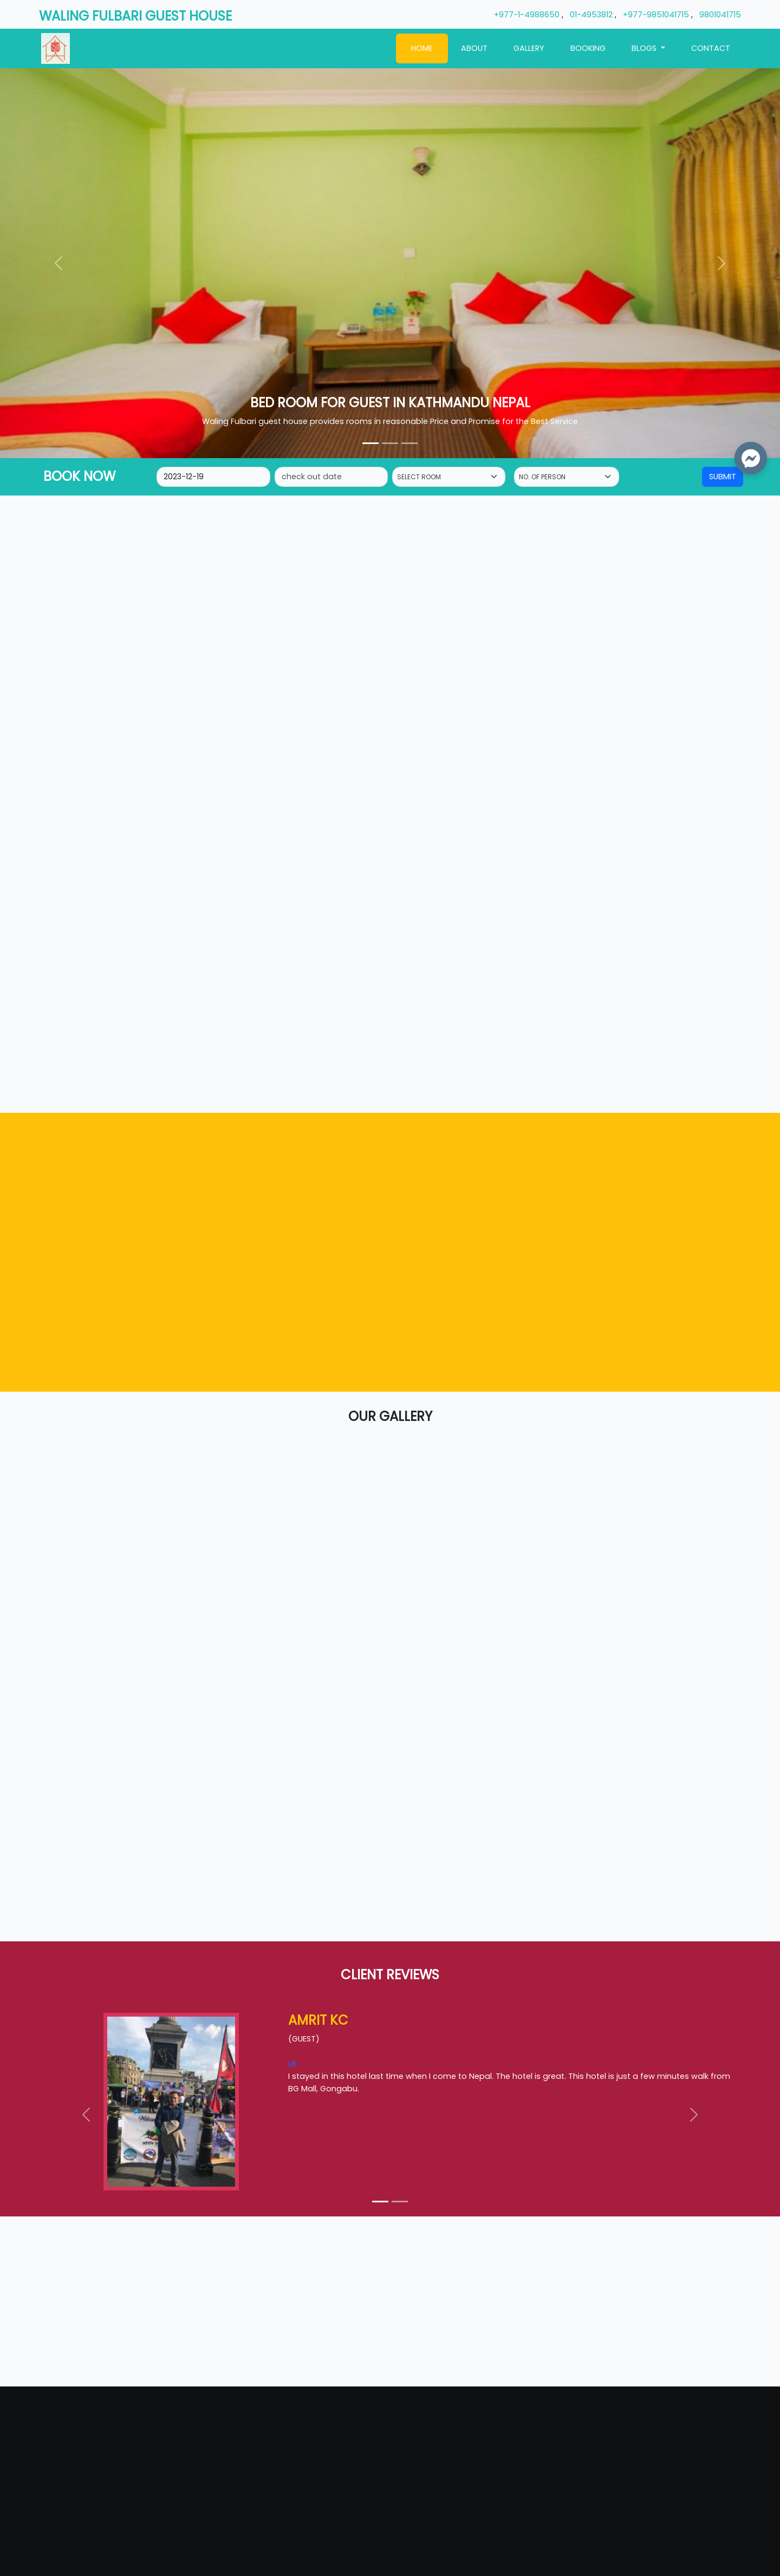 WALING FULBARI GUEST HOUSE
+977-1-4988650 , 01-4953812 , +977-9851041715 , 9801041715
HOME ABOUT GALLERY BOOKING BLOGS CONTACT
BED ROOM FOR GUEST IN KATHMANDU NEPAL
Waling Fulbari guest house provides rooms in reasonable Price and Promise for the Best Service
BOOK NOW 2023-12-19 check out date SELECT ROOM NO. OF PERSON SUBMIT
OUR GALLERY
CLIENT REVIEWS
AMRIT KC
(GUEST)
UK
I stayed in this hotel last time when I come to Nepal. The hotel is great. This hotel is just a few minutes walk from
BG Mall, Gongabu.